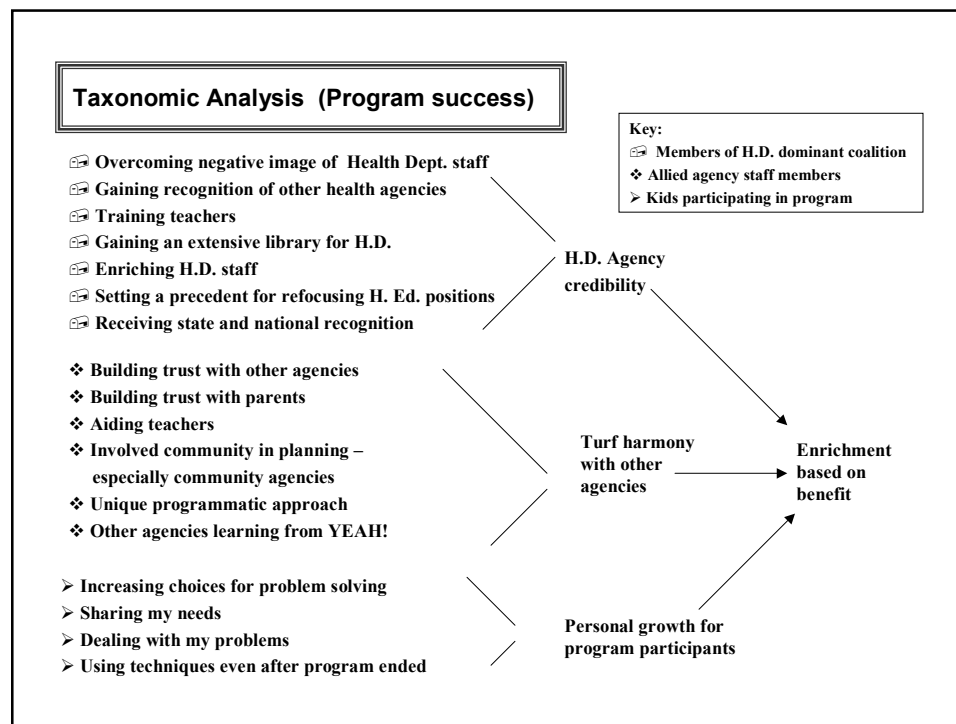 Taxonomic Analysis (Program success)
Key:
Members of H.D. dominant coalition
❖ Allied agency staff members
➢ Kids participating in program
Overcoming negative image of Health Dept. staff
Gaining recognition of other health agencies
Training teachers
Gaining an extensive library for H.D.
Enriching H.D. staff
Setting a precedent for refocusing H. Ed. positions
Receiving state and national recognition
H.D. Agency
credibility
❖ Building trust with other agencies
❖ Building trust with parents
❖ Aiding teachers
❖ Involved community in planning –
especially community agencies
❖ Unique programmatic approach
❖ Other agencies learning from YEAH!
Turf harmony
with other
agencies
Enrichment
based on
benefit
➢ Increasing choices for problem solving
➢ Sharing my needs
➢ Dealing with my problems
➢ Using techniques even after program ended
Personal growth for
program participants